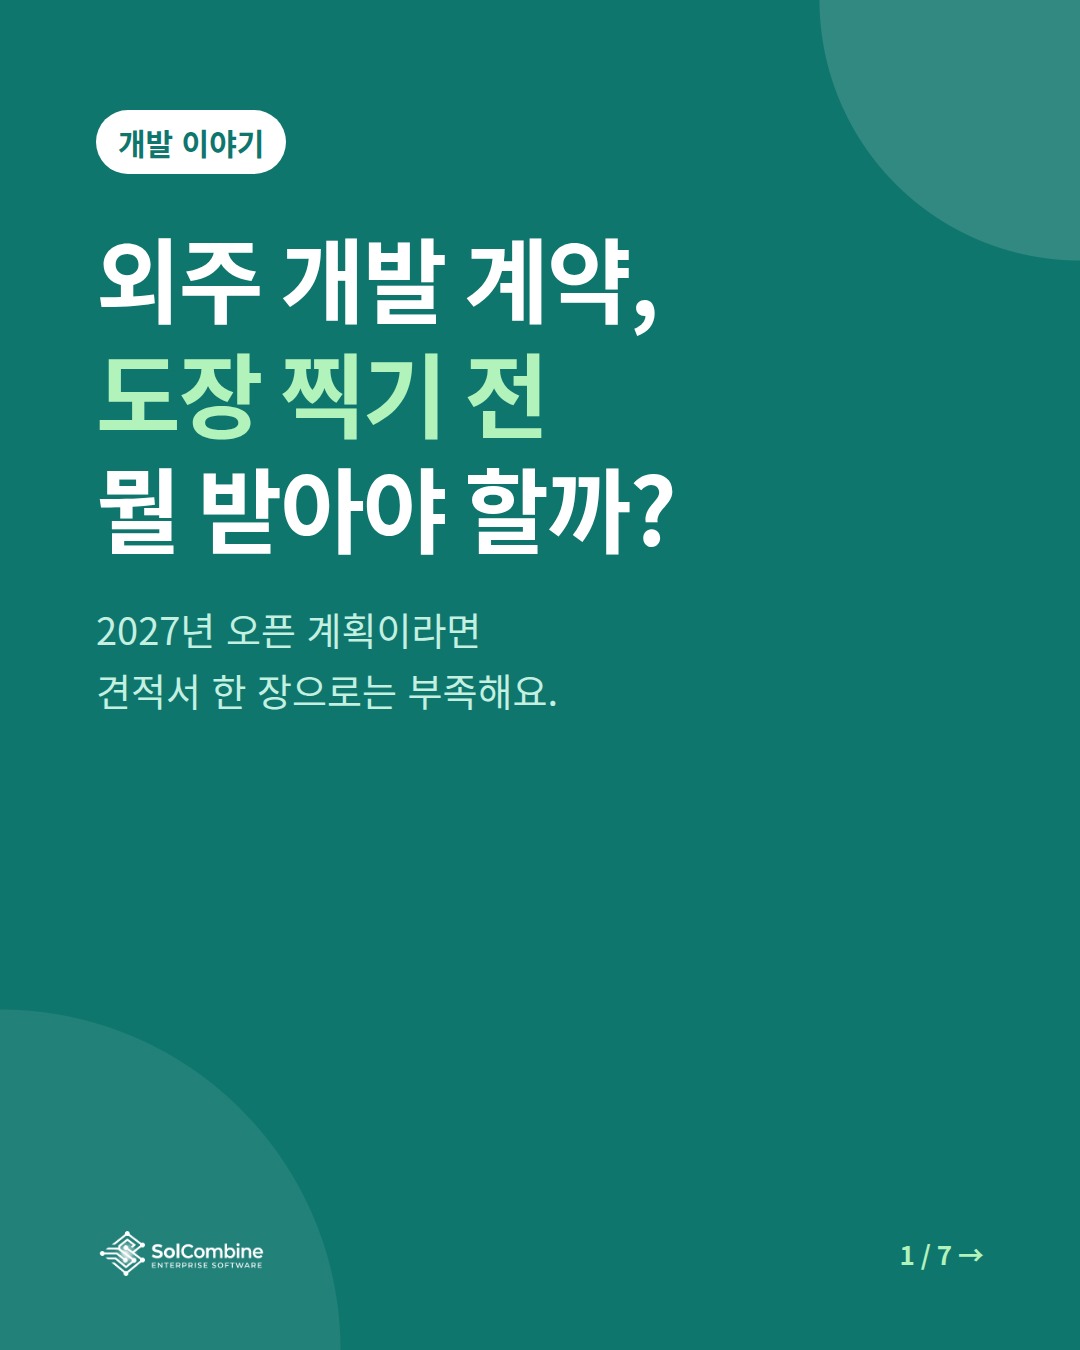 개발 이야기
외주 개발 계약,
도장 찍기 전
뭘 받아야 할까?
2027년 오픈 계획이라면
견적서 한 장으로는 부족해요.
SolCombine
ENTERPRISE SOFTWARE
1 / 7 →